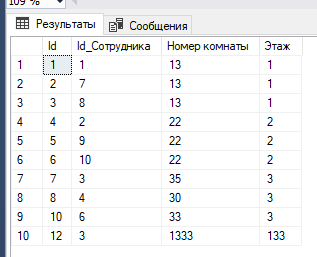 109 %
Результаты Сообщения
Id Id_Сотрудника Номер комнаты Этаж
1 1 1 13 1
2 2 7 13 1
3 3 8 13 1
4 4 2 22 2
5 5 9 22 2
6 6 10 22 2
7 7 3 35 3
8 8 4 30 3
9 10 6 33 3
10 12 3 1333 133